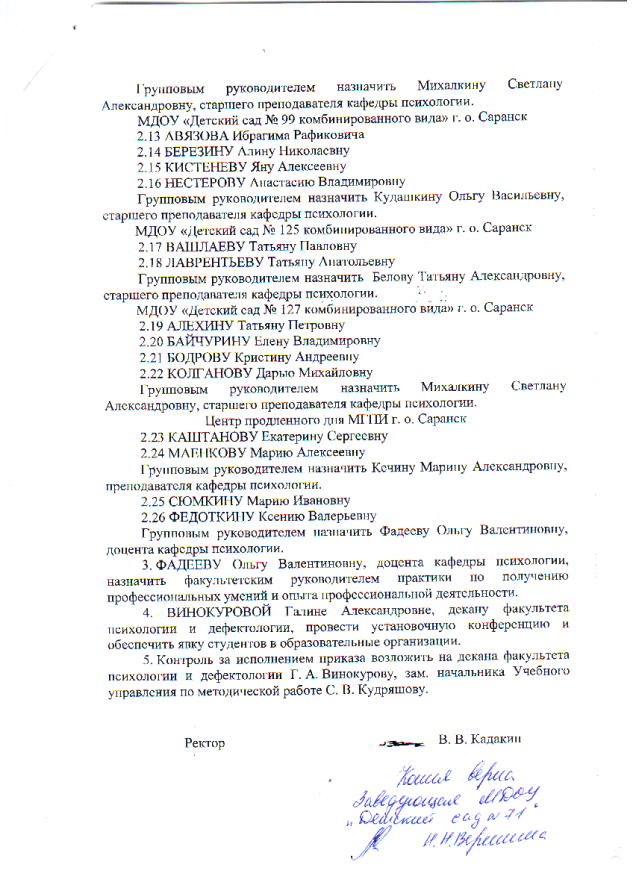 Групповым руководителем назначить Михалкину Светлану
Александровну, старшего преподавателя кафедры психологии.
МДОУ «Детский сад № 99 комбинированного вида» г. о. Саранск
2.13 АВЯЗОВА Ибрагима Рафиковича
2.14 БЕРЕЗИНУ Алину Николаевну
2.15 КИСТЕНЕВУ Яну Алексеевну
2.16 НЕСТЕРОВУ Анастасию Владимировну
Групповым руководителем назначить Кудашкину Ольгу Васильевну,
старшего преподавателя кафедры психологии.
МДОУ «Детский сад № 125 комбинированного вида» г. о. Саранск
2.17 ВАШЛАЕВУ Татьяну Павловну
2.18 ЛАВРЕНТЬЕВУ Татьяну Анатольевну
Групповым руководителем назначить Белову Татьяну Александровну,
старшего преподавателя кафедры психологии.
МДОУ «Детский сад № 127 комбинированного вида» г. о. Саранск
2.19 АЛЕХИНУ Татьяну Петровну
2.20 БАЙЧУРИНУ Елену Владимировну
2.21 БОДРОВУ Кристину Андреевну
2.22 КОЛГАНОВУ Дарью Михайловну
Групповым руководителем назначить Михалкину Светлану
Александровну, старшего преподавателя кафедры психологии.
Центр продленного дня МГПИ г. о. Саранск
2.23 КАШТАНОВУ Екатерину Сергеевну
2.24 МАЕНКОВУ Марию Алексеевну
Групповым руководителем назначить Кечину Марину Александровну,
преподавателя кафедры психологии.
2.25 СЮМКИНУ Марию Ивановну
2.26 ФЕДОТКИНУ Ксению Валерьевну
Групповым руководителем назначить Фадееву Ольгу Валентиновну,
доцента кафедры психологии.
3. ФАДЕЕВУ Ольгу Валентиновну, доцента кафедры психологии,
назначить факультетским руководителем практики по получению
профессиональных умений и опыта профессиональной деятельности.
4. ВИНОКУРОВОЙ Галине Александровне, декану факультета
психологии и дефектологии, провести установочную конференцию и
обеспечить явку студентов в образовательные организации.
5. Контроль за исполнением приказа возложить на декана факультета
психологии и дефектологии Г. А. Винокурову, зам. начальника Учебного
управления по методической работе С. В. Кудряшову.
Ректор В. В. Кадакин
Копия верна
Заведующая МДОУ
"Детский сад №71"
Н.Н.Вершинина